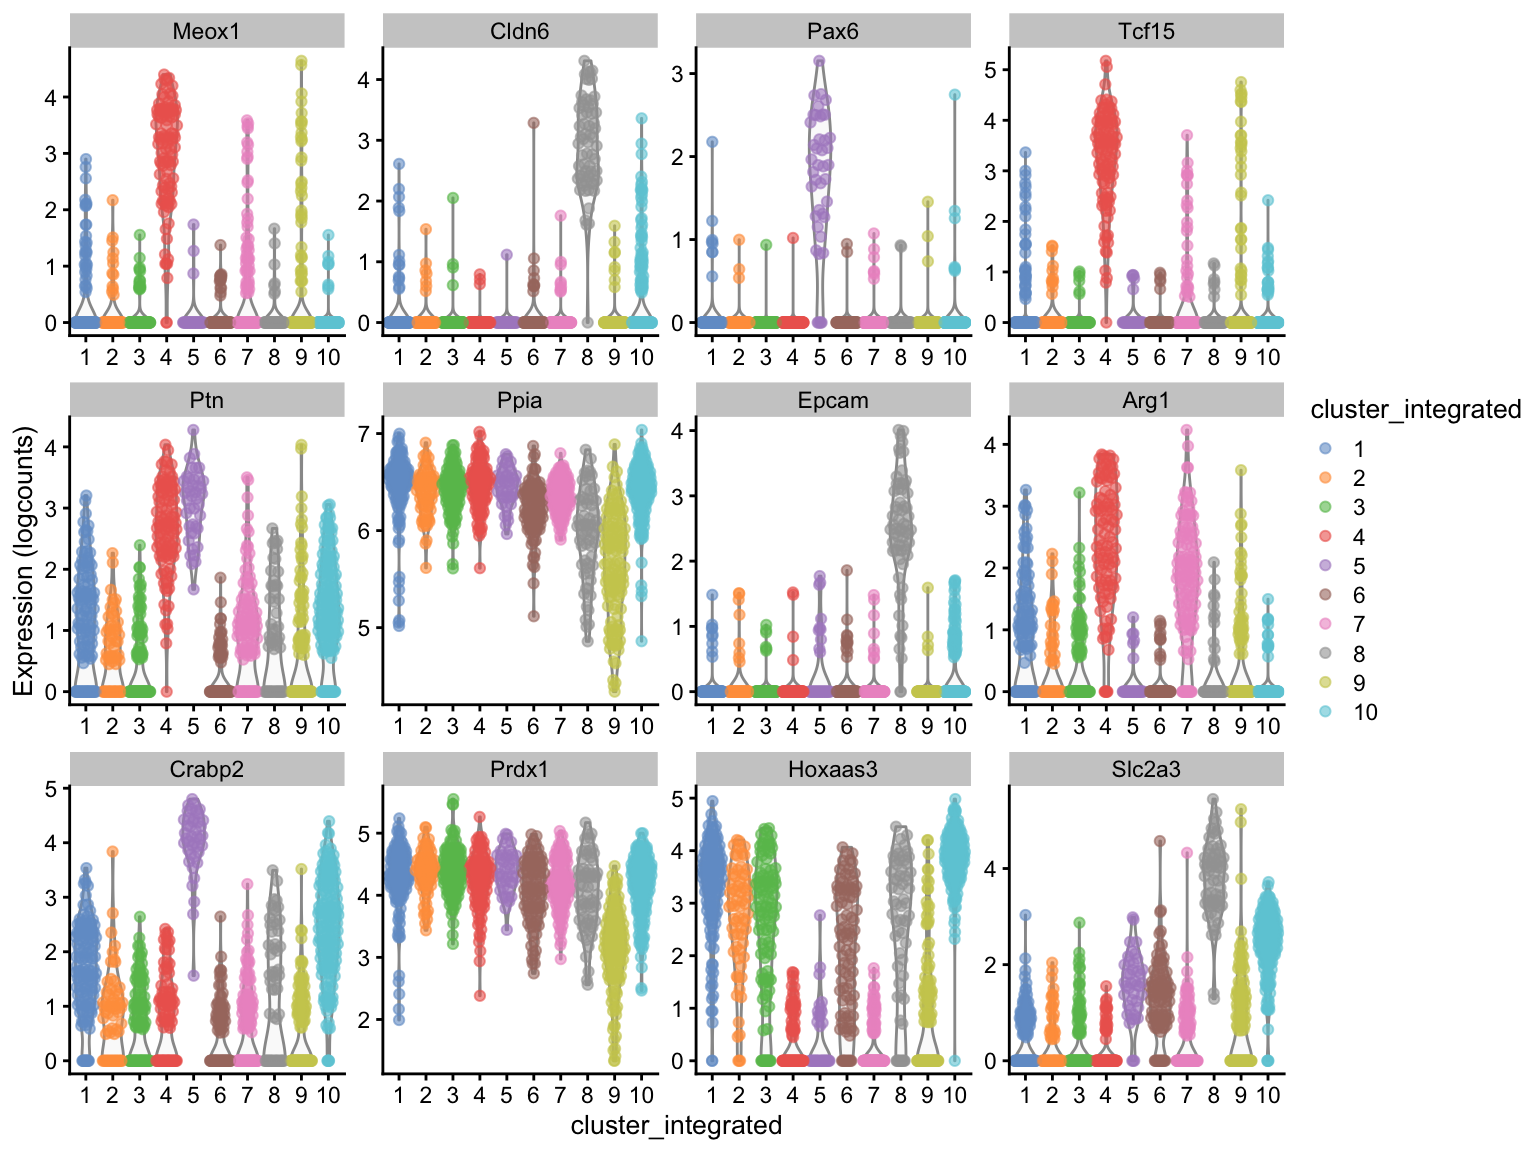 Meox1 Cldn6 Pax6 Tcf15
4 3 2 1 0
4 3 2 1 0
3 2 1 0
5 4 3 2 1 0
1 2 3 4 5 6 7 8 9 10
1 2 3 4 5 6 7 8 9 10
1 2 3 4 5 6 7 8 9 10
1 2 3 4 5 6 7 8 9 10
Expression (logcounts)
Ptn Ppia Epcam Arg1
4 3 2 1 0
7 6 5
4 3 2 1 0
4 3 2 1 0
1 2 3 4 5 6 7 8 9 10
1 2 3 4 5 6 7 8 9 10
1 2 3 4 5 6 7 8 9 10
1 2 3 4 5 6 7 8 9 10
Crabp2 Prdx1 Hoxaas3 Slc2a3
5 4 3 2 1 0
5 4 3 2
5 4 3 2 1 0
4 2 0
1 2 3 4 5 6 7 8 9 10
1 2 3 4 5 6 7 8 9 10
1 2 3 4 5 6 7 8 9 10
1 2 3 4 5 6 7 8 9 10
cluster_integrated
cluster_integrated
1
2
3
4
5
6
7
8
9
10